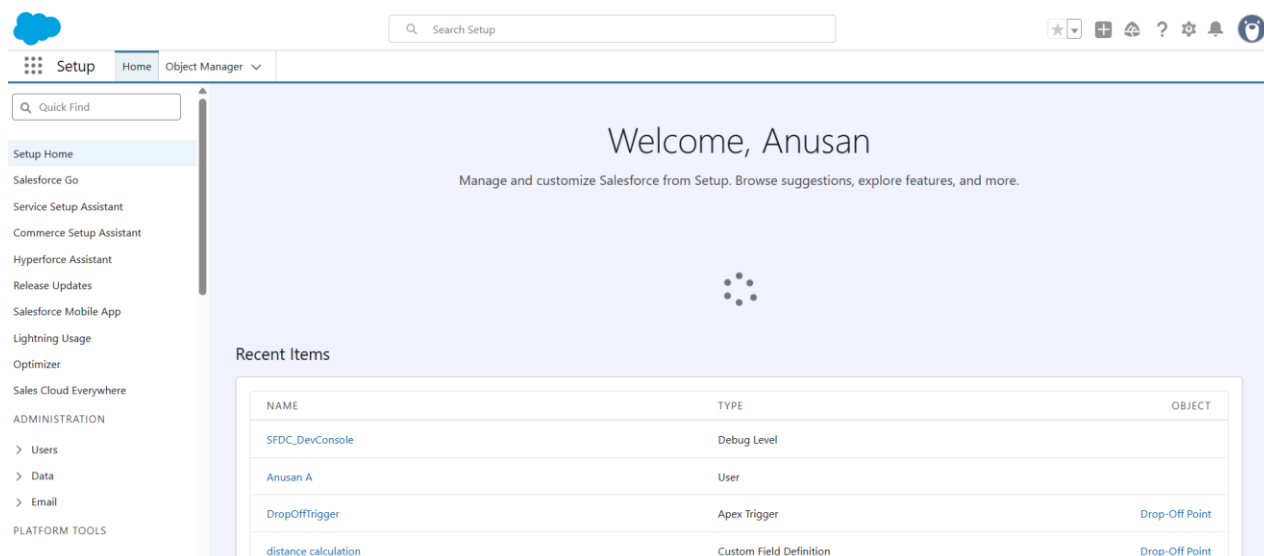 Search Setup
Setup Home Object Manager
Quick Find
Setup Home
Salesforce Go
Service Setup Assistant
Commerce Setup Assistant
Hyperforce Assistant
Release Updates
Salesforce Mobile App
Lightning Usage
Optimizer
Sales Cloud Everywhere
ADMINISTRATION
Users
Data
Email
PLATFORM TOOLS
Welcome, Anusan
Manage and customize Salesforce from Setup. Browse suggestions, explore features, and more.
Recent Items
NAME TYPE OBJECT
SFDC_DevConsole Debug Level
Anusan A User
DropOffTrigger Apex Trigger Drop-Off Point
distance calculation Custom Field Definition Drop-Off Point